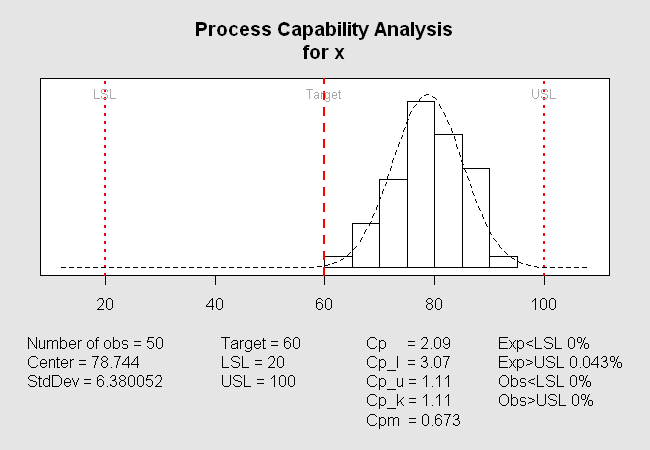 Process Capability Analysis
for x
LSL Target USL
20 40 60 80 100
Number of obs = 50 Target = 60 Cp = 2.09 Exp<LSL 0%
Center = 78.744 LSL = 20 Cp_l = 3.07 Exp>USL 0.043%
StdDev = 6.380052 USL = 100 Cp_u = 1.11 Obs<LSL 0%
Cp_k = 1.11 Obs>USL 0%
Cpm = 0.673